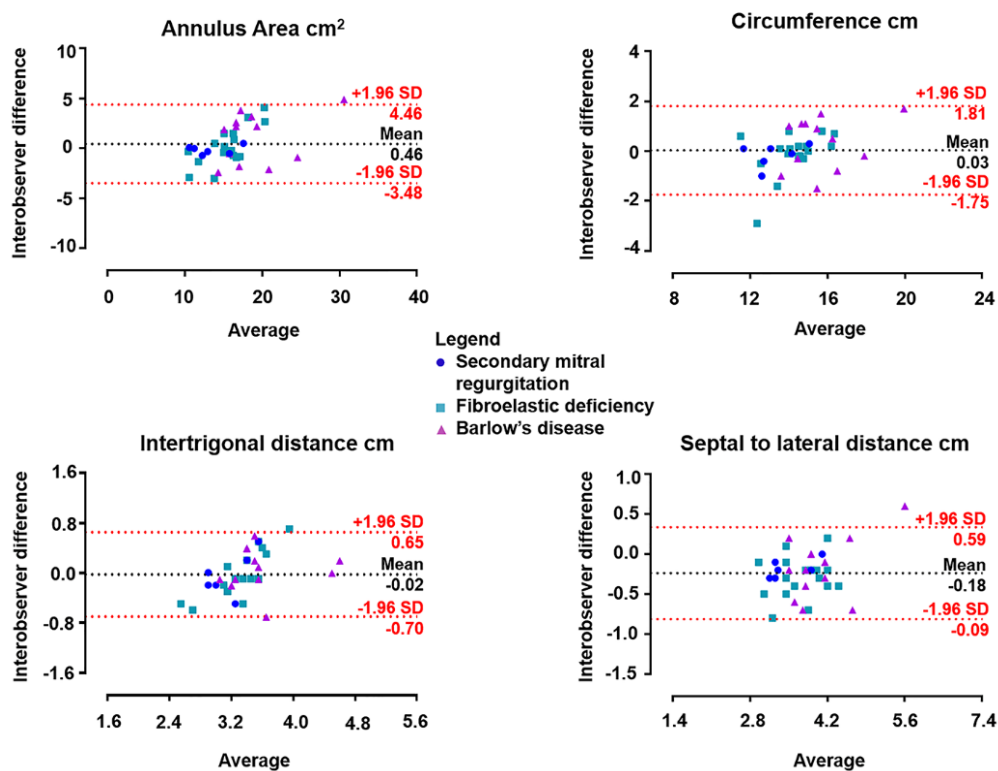 Annulus Area cm²
Interobserver difference
10
5
0
-5
-10
+1.96 SD
4.46
Mean
0.46
-1.96 SD
-3.48
0
10
20
30
40
Average
Circumference cm
Interobserver difference
4
2
0
-2
-4
+1.96 SD
1.81
Mean
0.03
-1.96 SD
-1.75
8
12
16
20
24
Average
Legend
Secondary mitral
regurgitation
Fibroelastic deficiency
Barlow's disease
Intertrigonal distance cm
Interobserver difference
1.6
0.8
0.0
-0.8
-1.6
+1.96 SD
0.65
Mean
-0.02
-1.96 SD
-0.70
1.6
2.4
3.2
4.0
4.8
5.6
Average
Septal to lateral distance cm
Interobserver difference
1.0
0.5
0.0
-0.5
-1.0
-1.5
+1.96 SD
0.59
Mean
-0.18
-1.96 SD
-0.09
1.4
2.8
4.2
5.6
7.4
Average